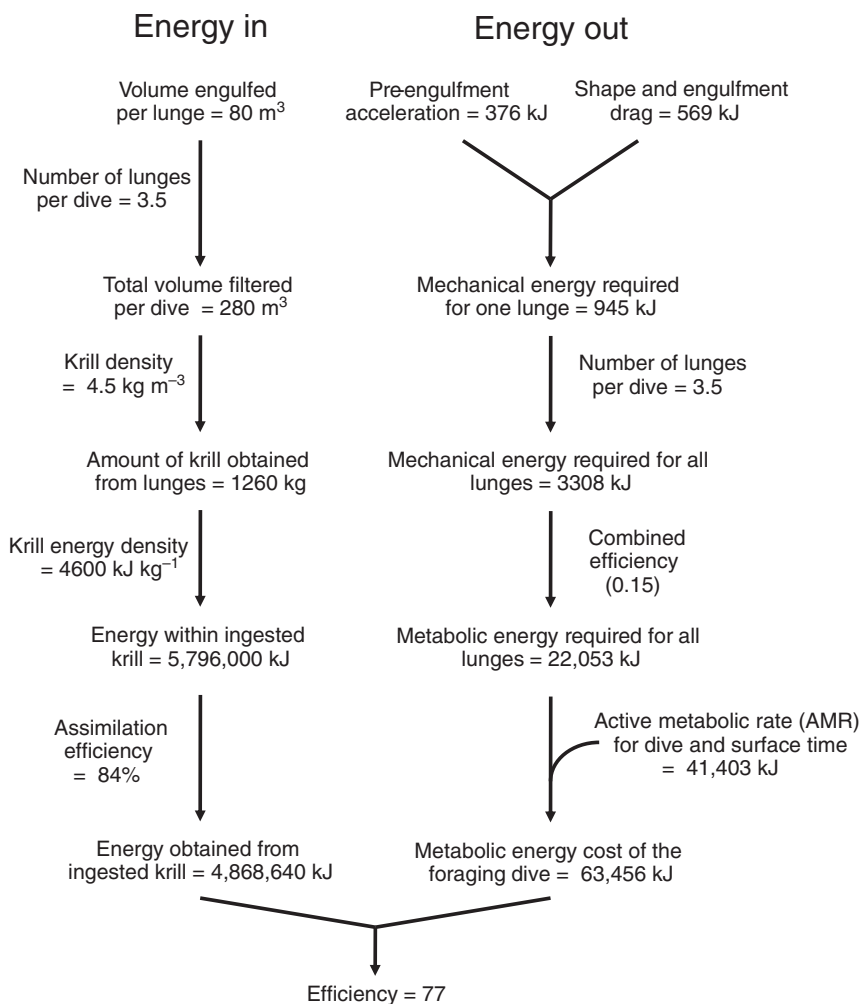 Energy in
Energy out
Volume engulfed
per lunge = 80 m³
Pre-engulfment
acceleration = 376 kJ
Shape and engulfment
drag = 569 kJ
Number of lunges
per dive = 3.5
Total volume filtered
per dive = 280 m³
Mechanical energy required
for one lunge = 945 kJ
Krill density
= 4.5 kg m⁻³
Number of lunges
per dive = 3.5
Amount of krill obtained
from lunges = 1260 kg
Mechanical energy required for all
lunges = 3308 kJ
Krill energy density
= 4600 kJ kg⁻¹
Combined
efficiency
(0.15)
Energy within ingested
krill = 5,796,000 kJ
Metabolic energy required for all
lunges = 22,053 kJ
Assimilation
efficiency
= 84%
Active metabolic rate (AMR)
for dive and surface time
= 41,403 kJ
Energy obtained from
ingested krill = 4,868,640 kJ
Metabolic energy cost of the
foraging dive = 63,456 kJ
Efficiency = 77